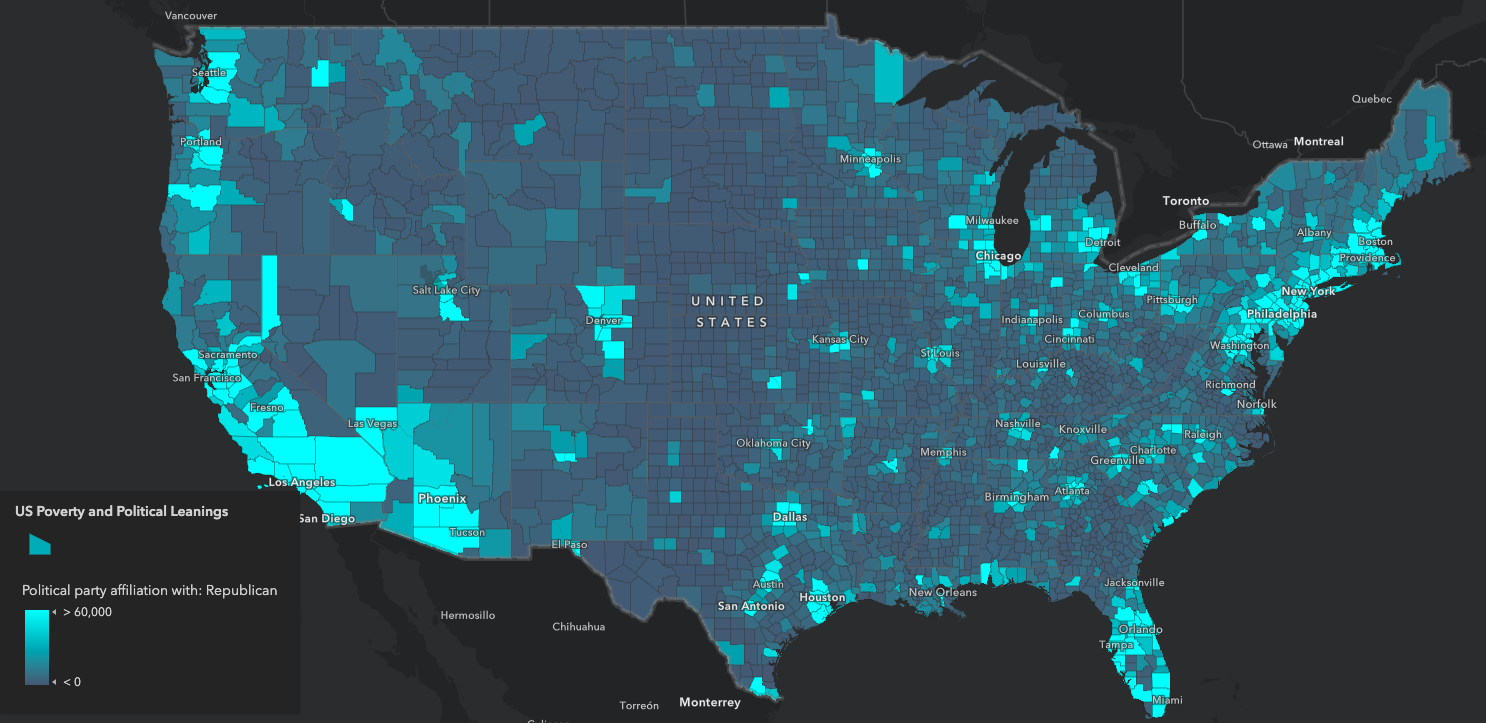 Vancouver
Seattle
Quebec
Portland
Ottawa
Montreal
Minneapolis
Toronto
Milwaukee
Buffalo
Albany
Detroit
Boston
Chicago
Providence
Cleveland
Salt Lake City
New York
UNITED
STATES
Pittsburgh
Denver
Indianapolis
Columbus
Philadelphia
Kansas City
Cincinnati
Washington
Sacramento
St Louis
Louisville
San Francisco
Richmond
Fresno
Norfolk
Las Vegas
Nashville
Knoxville
Raleigh
Oklahoma City
Memphis
Charlotte
Greenville
Los Angeles
Phoenix
Birmingham
Atlanta
San Diego
Dallas
Tucson
El Paso
Austin
Jacksonville
San Antonio
Houston
New Orleans
Hermosillo
Chihuahua
Orlando
Tampa
Torreón
Monterrey
Miami
US Poverty and Political Leanings
Political party affiliation with: Republican
> 60,000
< 0